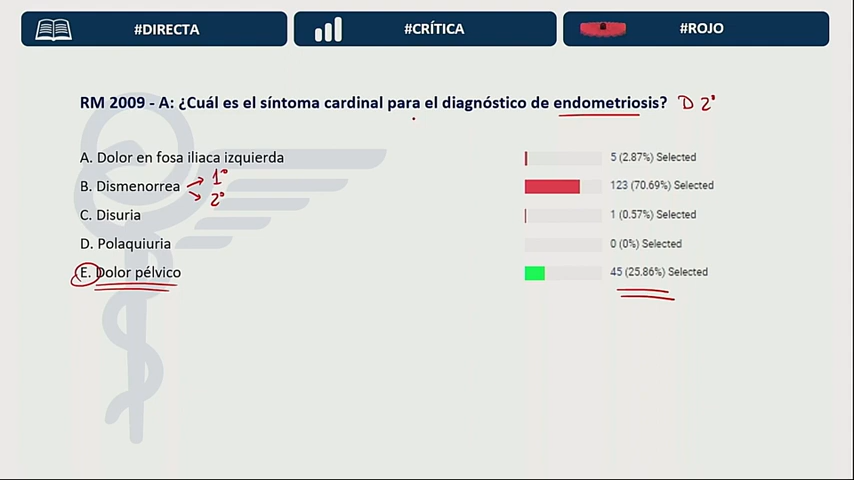 #DIRECTA
#CRÍTICA
#ROJO
RM 2009 - A: ¿Cuál es el síntoma cardinal para el diagnóstico de endometriosis? D 2°
A. Dolor en fosa iliaca izquierda 5 (2.87%) Selected
1°
B. Dismenorrea 123 (70.69%) Selected
2°
C. Disuria 1 (0.57%) Selected
D. Polaquiuria 0 (0%) Selected
E. Dolor pélvico 45 (25.86%) Selected